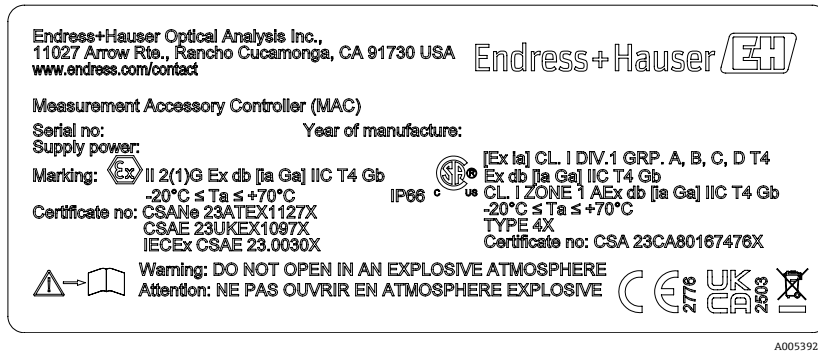 Endress+Hauser Optical Analysis Inc.,
11027 Arrow Rte., Rancho Cucamonga, CA 91730 USA
www.endress.com/contact
Endress+Hauser EH
Measurement Accessory Controller (MAC)
Serial no: Year of manufacture:
Supply power:
Marking: Ex II 2(1)G Ex db [ia Ga] IIC T4 Gb
-20°C ≤ Ta ≤ +70°C IP66
Certificate no: CSANe 23ATEX1127X
CSAE 23UKEX1097X
IECEx CSAE 23.0030X
C SA ® US
[Ex ia] CL. I DIV.1 GRP. A, B, C, D T4
Ex db [ia Ga] IIC T4 Gb
CL. I ZONE 1 AEx db [ia Ga] IIC T4 Gb
-20°C ≤ Ta ≤ +70°C
TYPE 4X
Certificate no: CSA 23CA80167476X
Warning: DO NOT OPEN IN AN EXPLOSIVE ATMOSPHERE
Attention: NE PAS OUVRIR EN ATMOSPHERE EXPLOSIVE
CE 2776 UK CA 2503
A005392